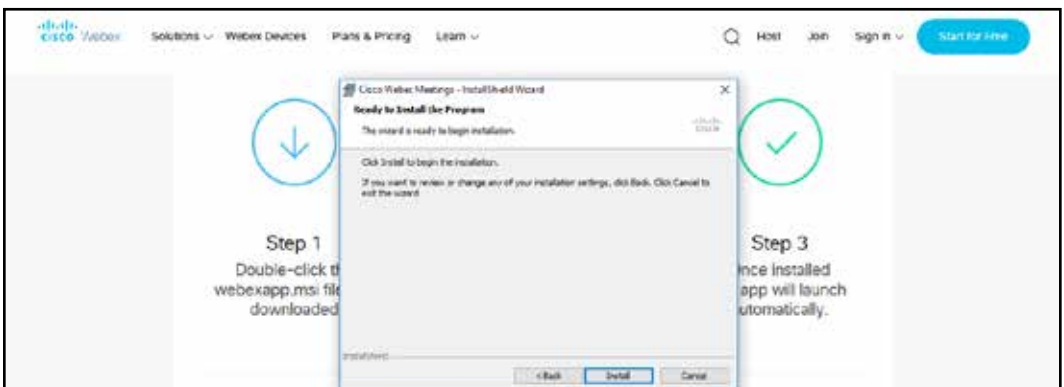 cisco Webex Solutions Webex Devices Plans & Pricing Learn Host Join Sign in Start for Free
Cisco Webex Meetings - InstallShield Wizard
Ready to Install the Program
The wizard is ready to begin installation.
cisco
Click Install to begin the installation.
If you want to review or change any of your installation settings, click Back. Click Cancel to
exit the wizard.
Step 1
Double-click t
webexapp.msi file
downloaded
Step 3
nce installed
app will launch
utomatically.
InstallShield
< Back Install Cancel